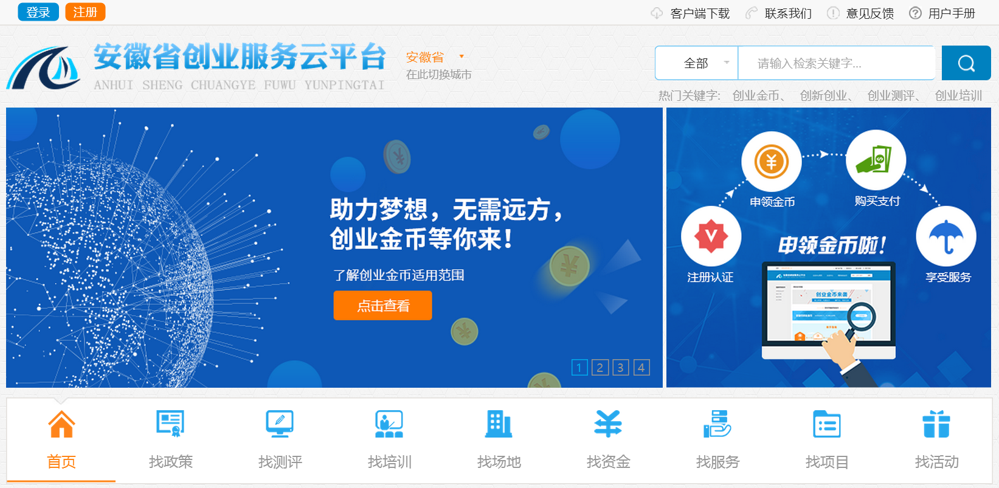 登录 注册 客户端下载 联系我们 意见反馈 用户手册
安徽省创业服务云平台
ANHUI SHENG CHUANGYE FUWU YUNPINGTAI
安徽省
在此切换城市
全部 请输入检索关键字...
热门关键字: 创业金币、 创新创业、 创业测评、 创业培训
助力梦想，无需远方，
创业金币等你来！
了解创业金币适用范围
点击查看
1 2 3 4
申领金币 购买支付
注册认证 享受服务
申领金币啦！
创业金币来袭
首页 找政策 找测评 找培训 找场地 找资金 找服务 找项目 找活动